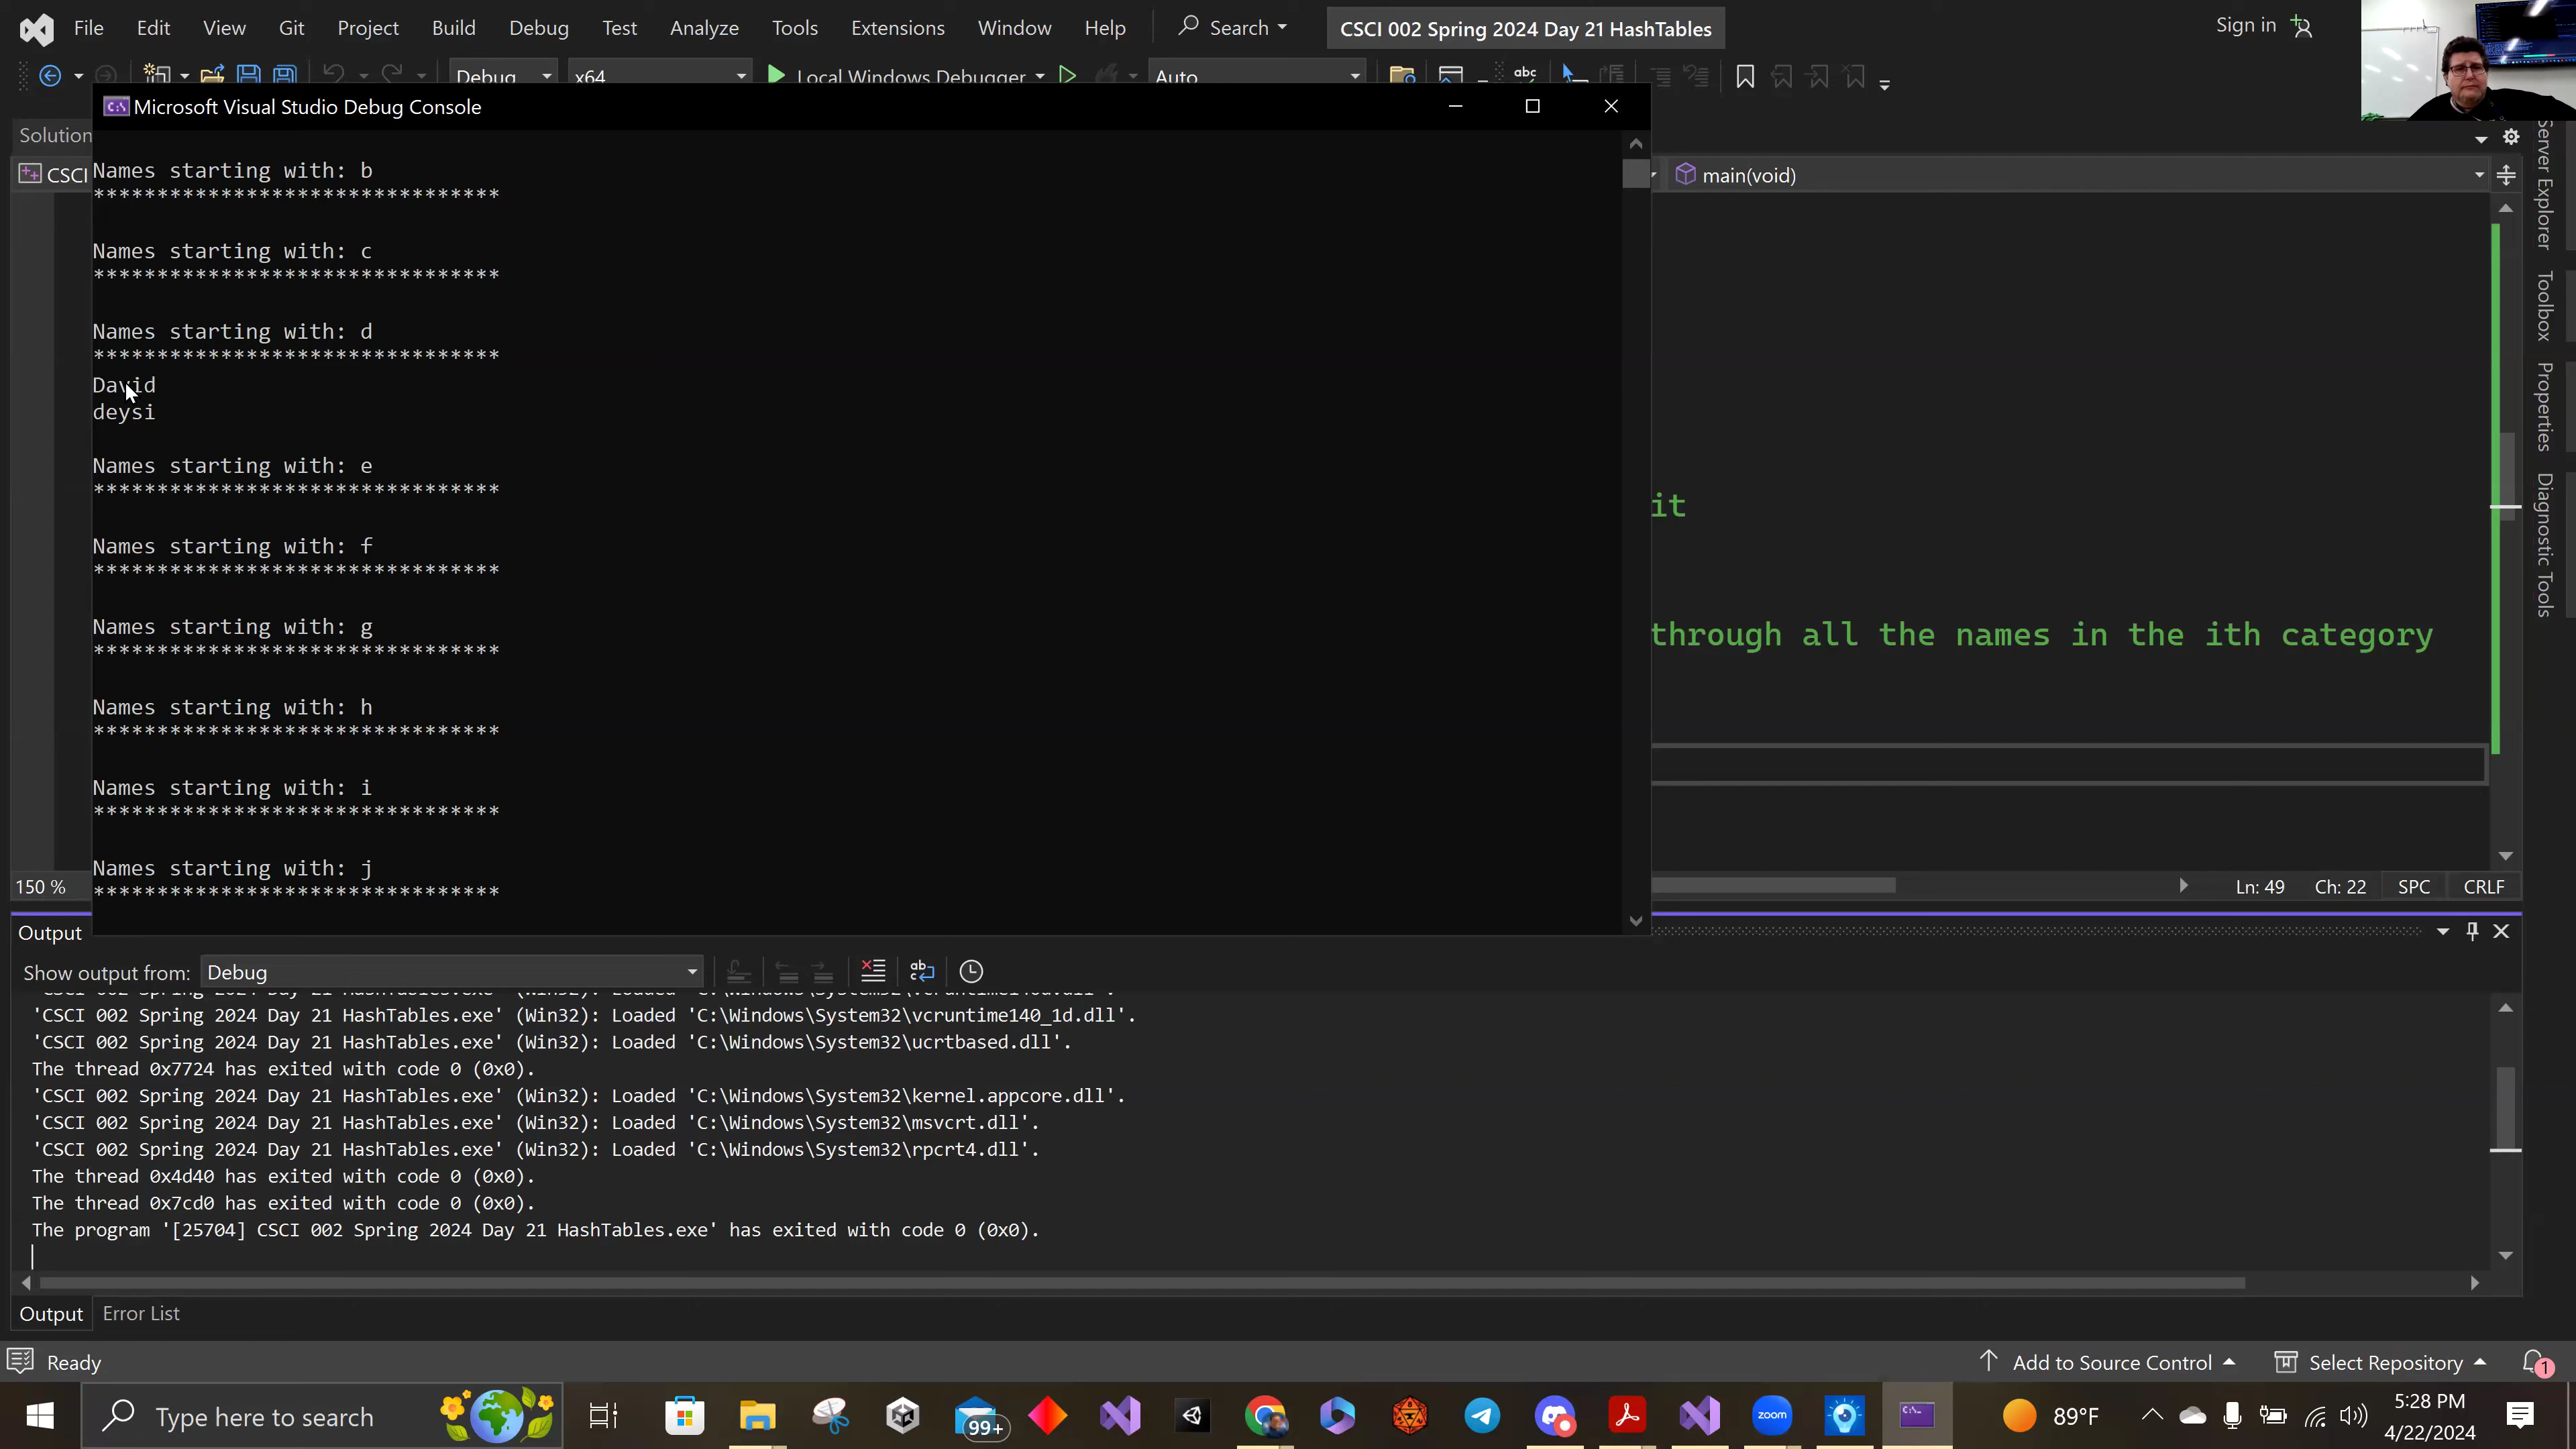 File Edit View Git Project Build Debug Test Analyze Tools Extensions Window Help Search CSCI 002 Spring 2024 Day 21 HashTables Sign in
Debug x64 Local Windows Debugger Auto
Microsoft Visual Studio Debug Console
Solution
CSCI
main(void)
Names starting with: b
********************************
Names starting with: c
********************************
Names starting with: d
********************************
David
deysi
Names starting with: e
********************************
Names starting with: f
********************************
Names starting with: g
********************************
Names starting with: h
********************************
Names starting with: i
********************************
Names starting with: j
********************************
it
through all the names in the ith category
Server Explorer
Toolbox
Properties
Diagnostic Tools
150 %
Ln: 49 Ch: 22 SPC CRLF
Output
Show output from: Debug
'CSCI 002 Spring 2024 Day 21 HashTables.exe' (Win32): Loaded 'C:\Windows\System32\vcruntime140_1d.dll'.
'CSCI 002 Spring 2024 Day 21 HashTables.exe' (Win32): Loaded 'C:\Windows\System32\ucrtbased.dll'.
The thread 0x7724 has exited with code 0 (0x0).
'CSCI 002 Spring 2024 Day 21 HashTables.exe' (Win32): Loaded 'C:\Windows\System32\kernel.appcore.dll'.
'CSCI 002 Spring 2024 Day 21 HashTables.exe' (Win32): Loaded 'C:\Windows\System32\msvcrt.dll'.
'CSCI 002 Spring 2024 Day 21 HashTables.exe' (Win32): Loaded 'C:\Windows\System32\rpcrt4.dll'.
The thread 0x4d40 has exited with code 0 (0x0).
The thread 0x7cd0 has exited with code 0 (0x0).
The program '[25704] CSCI 002 Spring 2024 Day 21 HashTables.exe' has exited with code 0 (0x0).
Output Error List
Ready
Add to Source Control Select Repository 1
Type here to search
99+
zoom
89°F
5:28 PM
4/22/2024